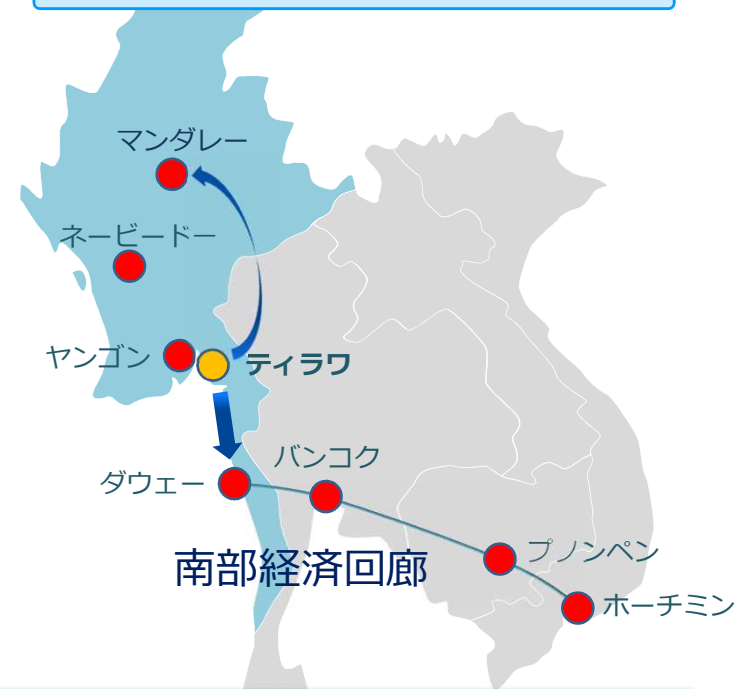 マンダレー
ネーピードー
ヤンゴン
ティラワ
バンコク
ダウェー
南部経済回廊
プノンペン
ホーチミン